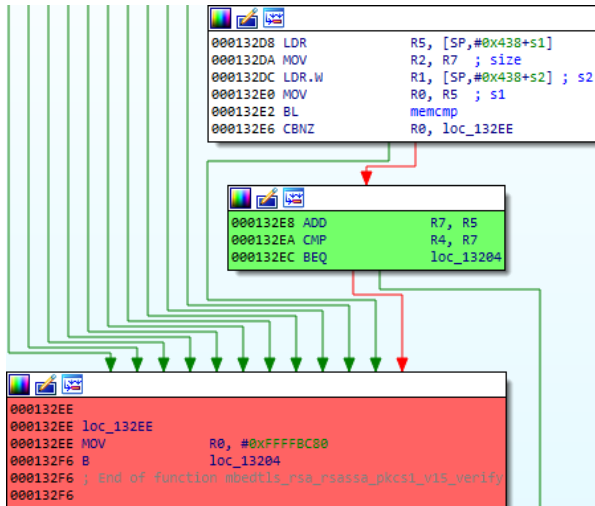 000132D8 LDR R5, [SP,#0x438+s1]
000132DA MOV R2, R7 ; size
000132DC LDR.W R1, [SP,#0x438+s2] ; s2
000132E0 MOV R0, R5 ; s1
000132E2 BL memcmp
000132E6 CBNZ R0, loc_132EE
000132E8 ADD R7, R5
000132EA CMP R4, R7
000132EC BEQ loc_13204
000132EE
000132EE loc_132EE
000132EE MOV R0, #0xFFFFBC80
000132F6 B loc_13204
000132F6 ; End of function mbedtls_rsa_rsassa_pkcs1_v15_verify
000132F6